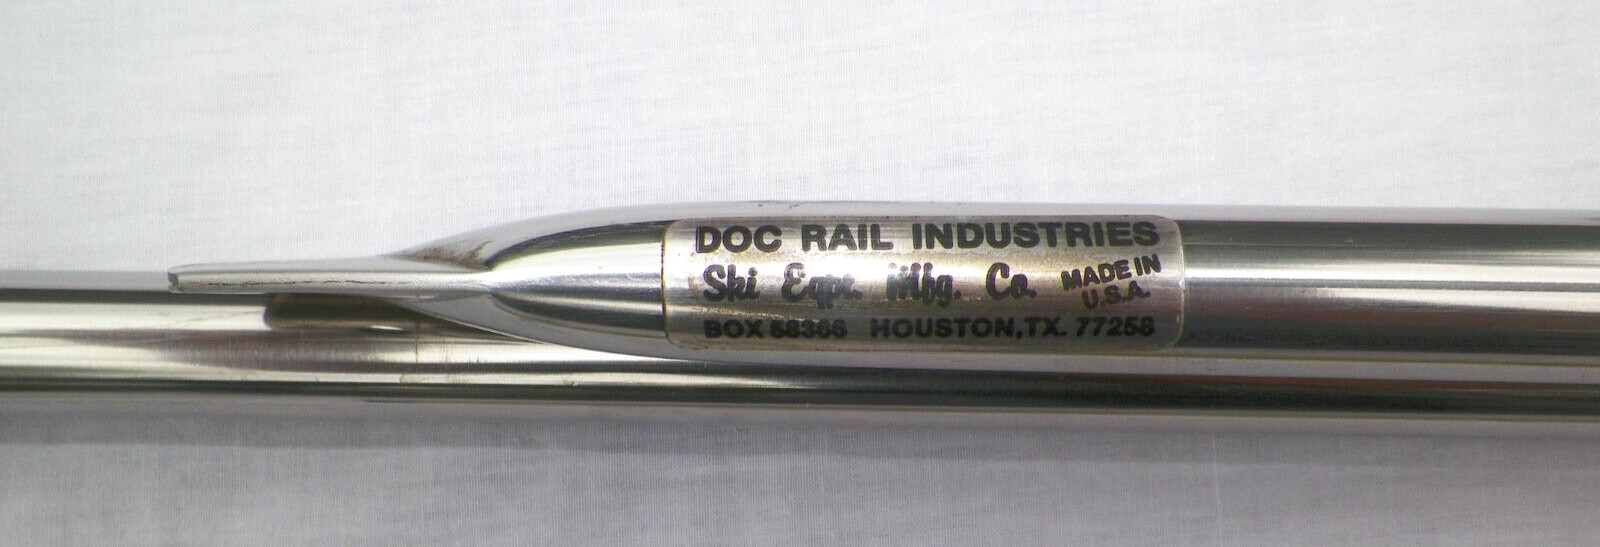 DOC RAIL INDUSTRIES
Ski Eqpt. Mfg. Co. MADE IN
U.S.A.
BOX 58366 HOUSTON, TX. 77258